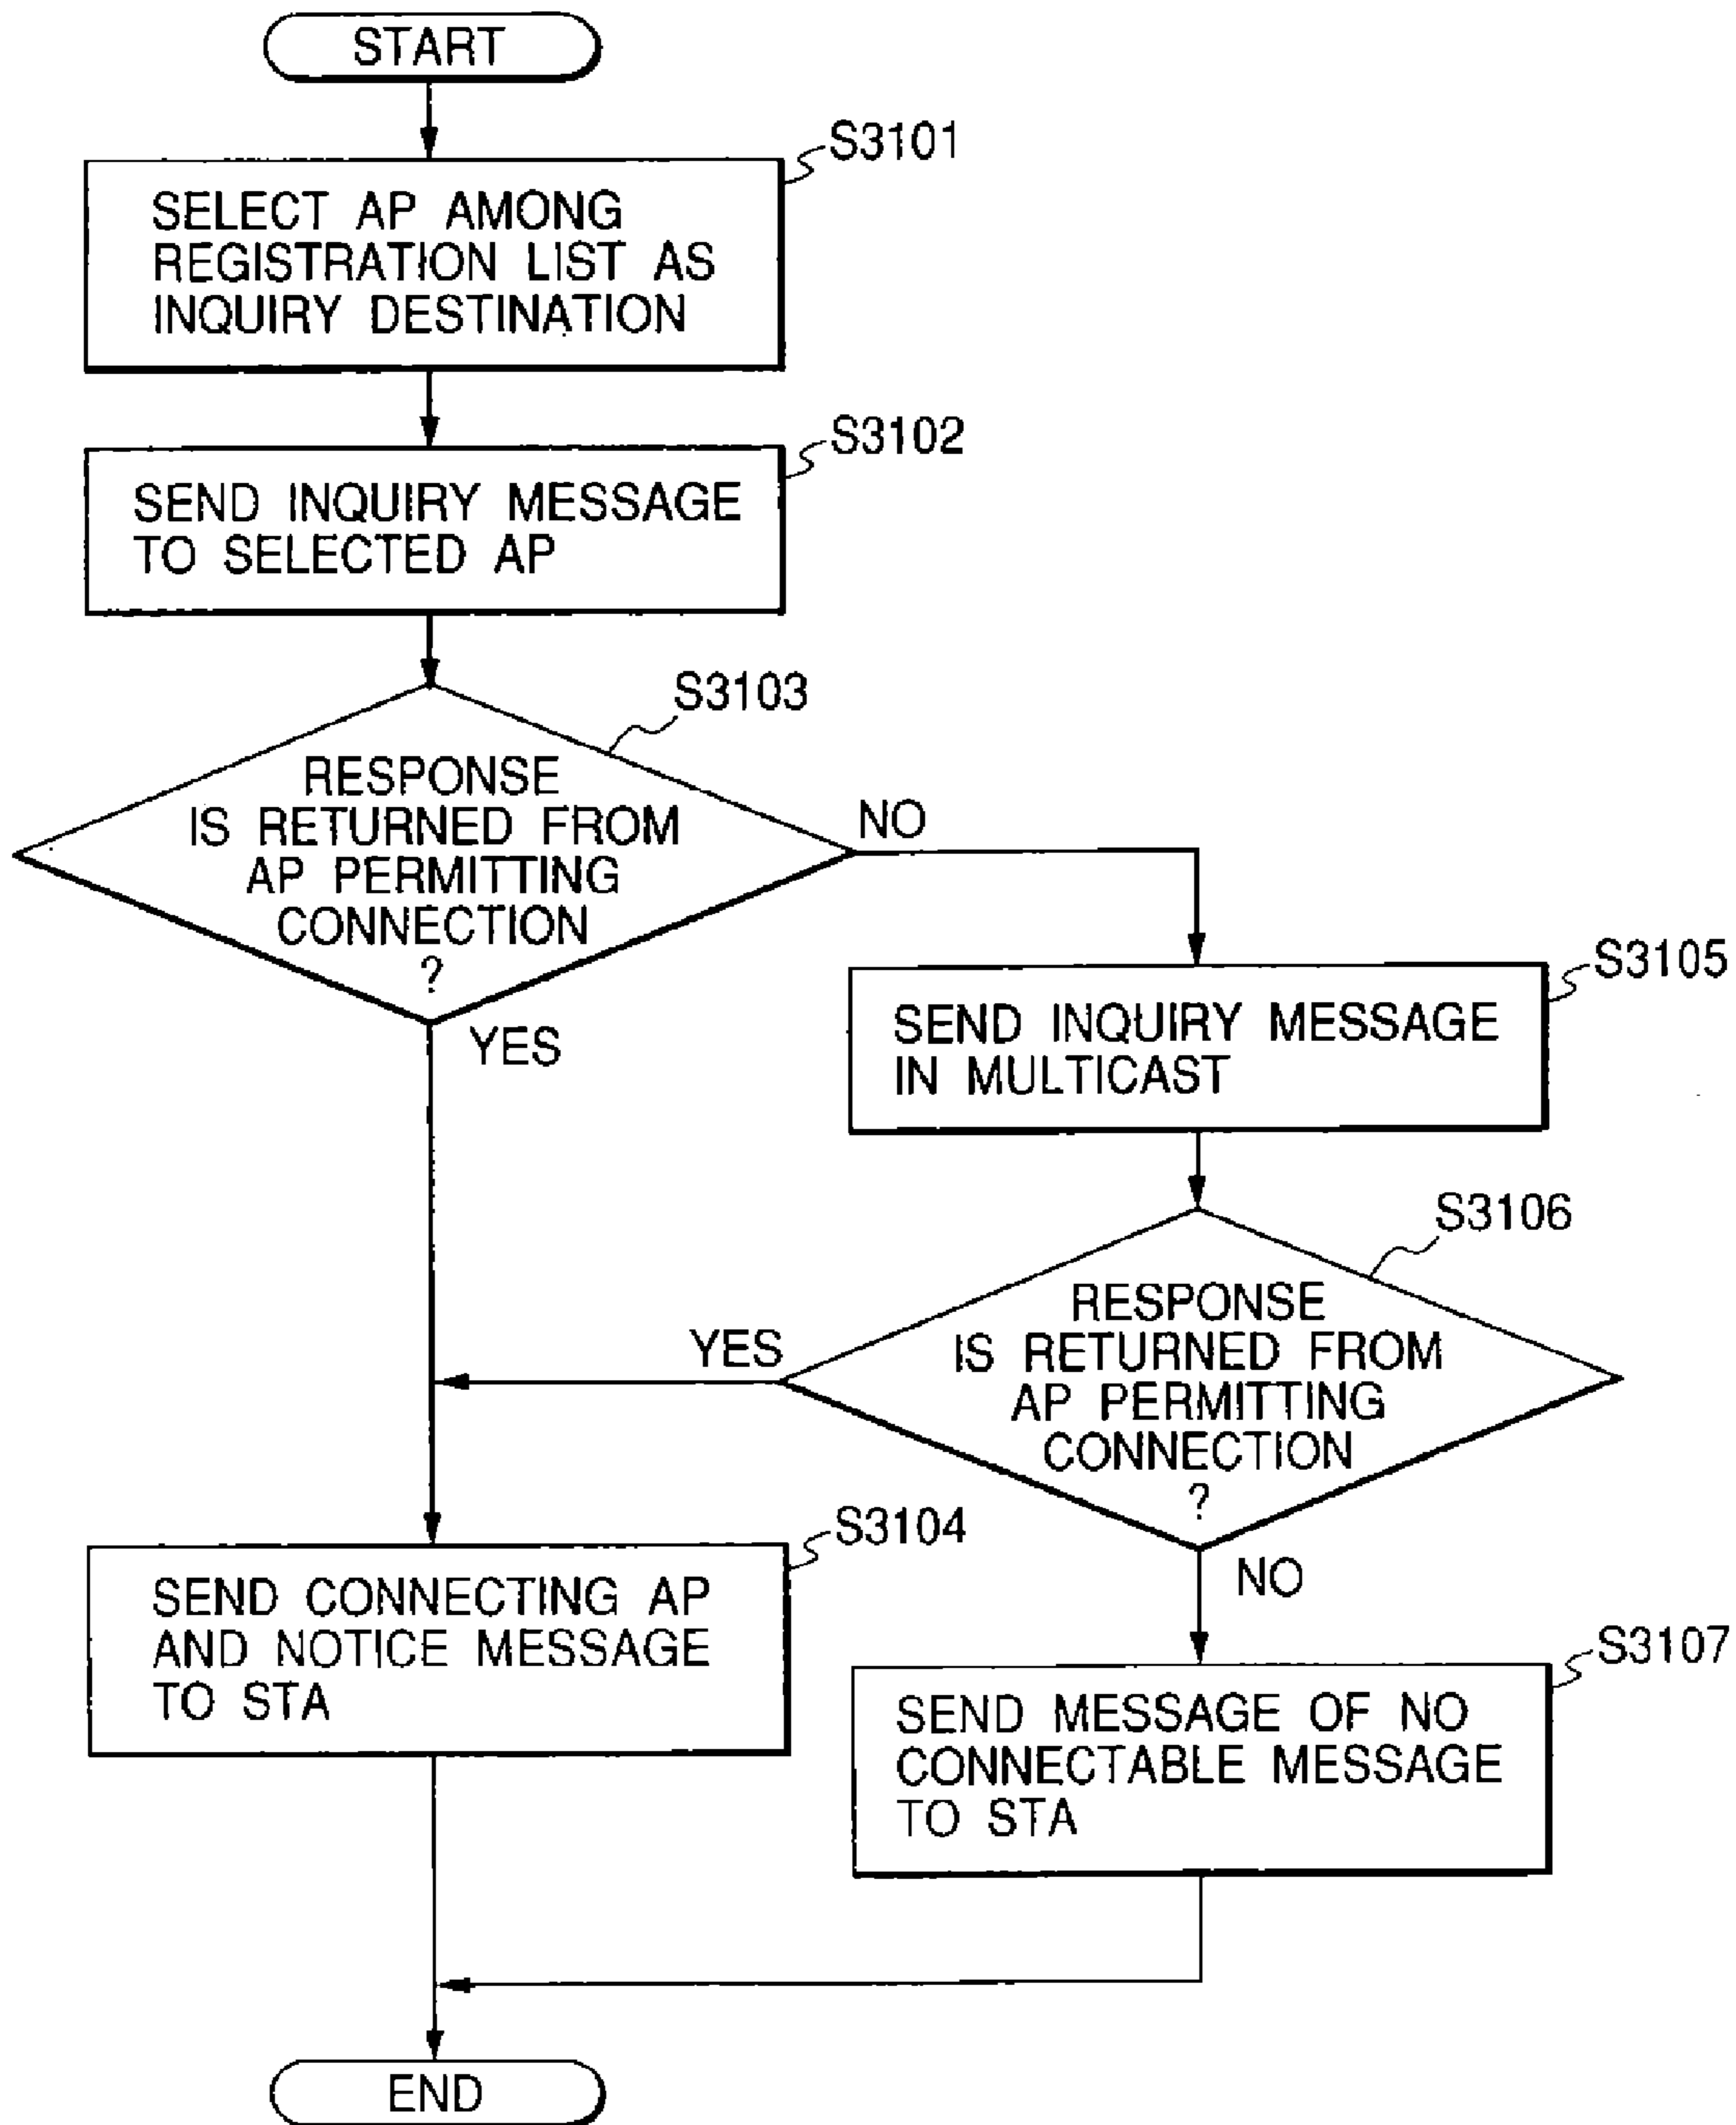 START
S3101
SELECT AP AMONG
REGISTRATION LIST AS
INQUIRY DESTINATION
S3102
SEND INQUIRY MESSAGE
TO SELECTED AP
S3103
RESPONSE
IS RETURNED FROM
AP PERMITTING
CONNECTION
?
NO
YES
S3105
SEND INQUIRY MESSAGE
IN MULTICAST
S3106
RESPONSE
IS RETURNED FROM
AP PERMITTING
CONNECTION
?
YES
NO
S3104
SEND CONNECTING AP
AND NOTICE MESSAGE
TO STA
S3107
SEND MESSAGE OF NO
CONNECTABLE MESSAGE
TO STA
END